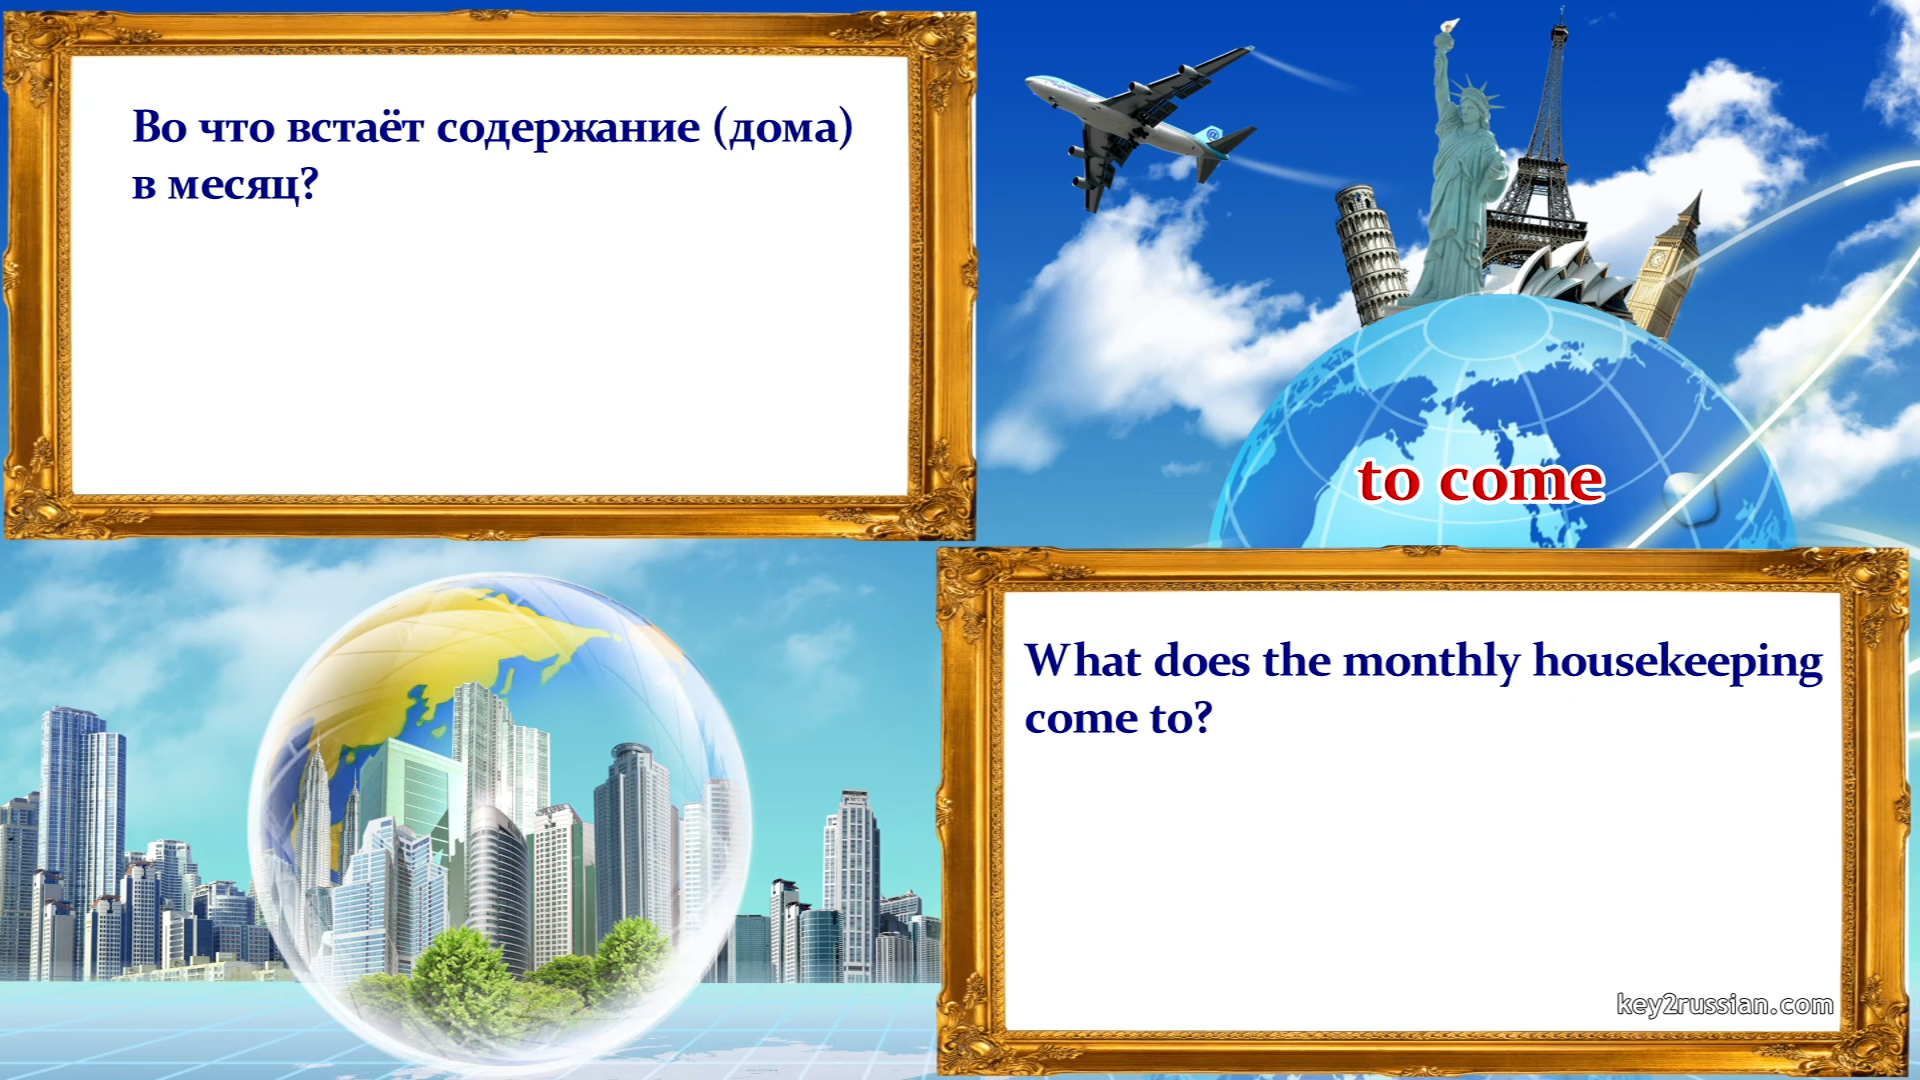 Во что встаёт содержание (дома)
в месяц?
to come
What does the monthly housekeeping
come to?
key2russian.com